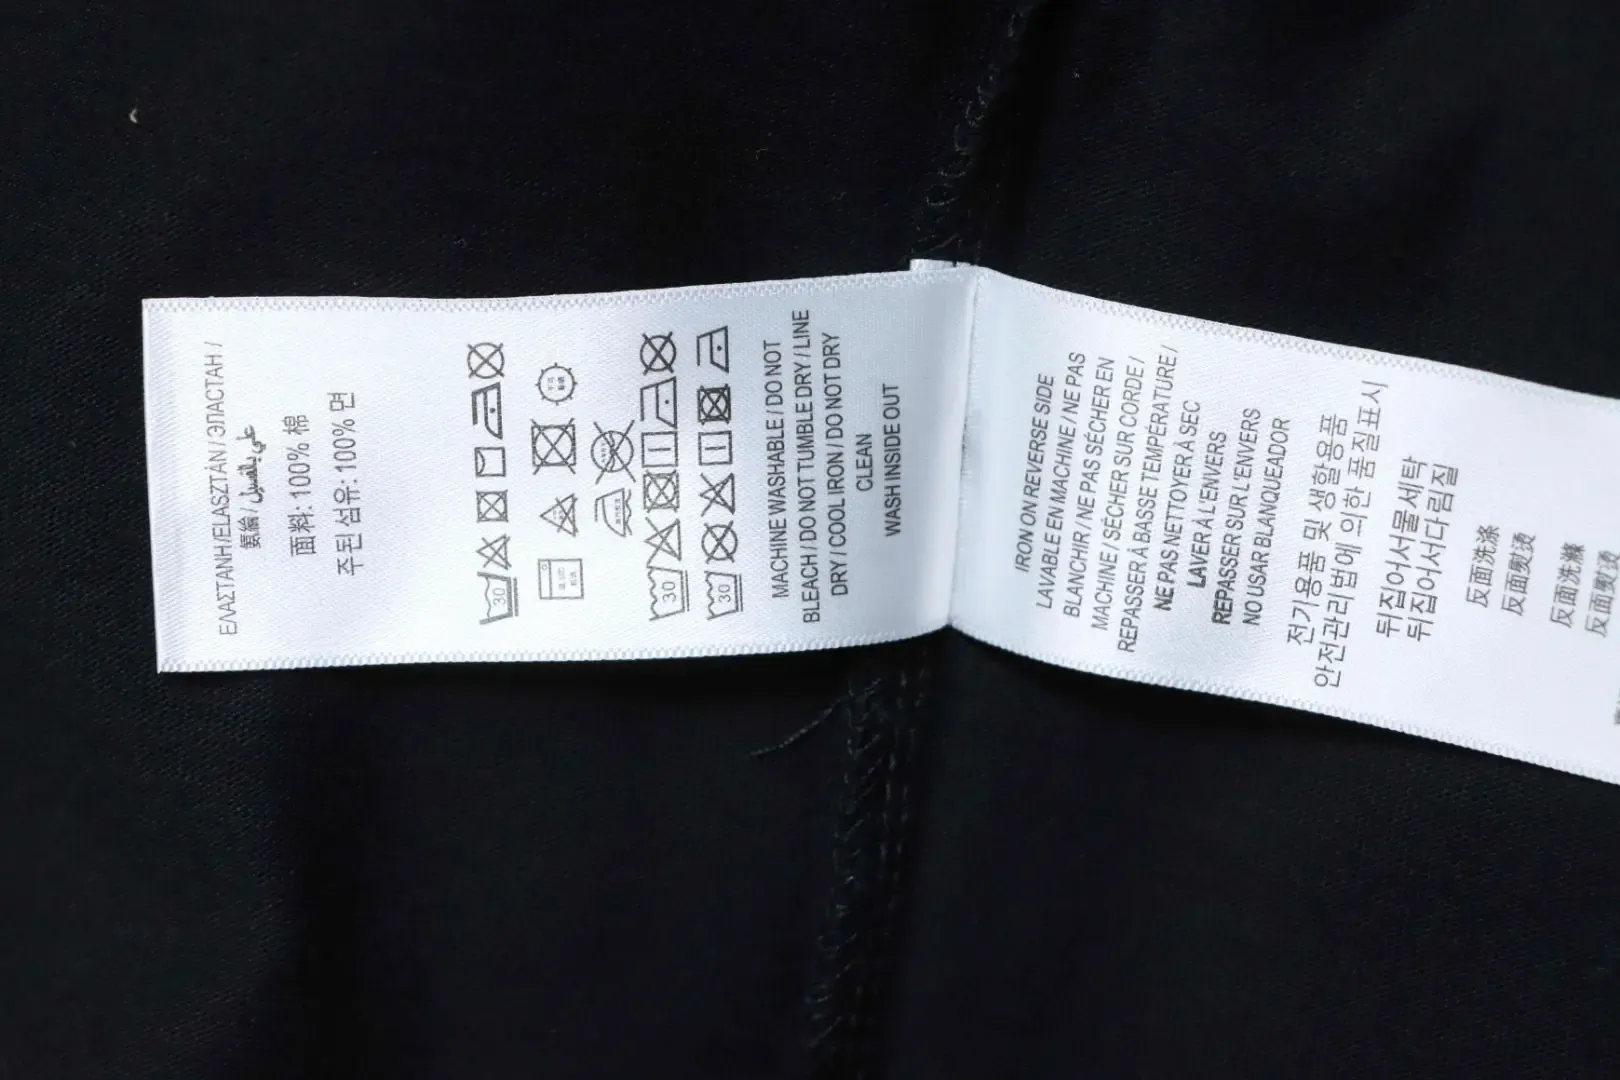 ΕΛΑΣΤΑΝΗ/ELASZTÁN/ЭПАСТАН /
氨綸 /
面料: 100% 棉
주된 섬유: 100% 면
30
30
30
MACHINE WASHABLE / DO NOT
BLEACH / DO NOT TUMBLE DRY / LINE
DRY / COOL IRON / DO NOT DRY
CLEAN
WASH INSIDE OUT
IRON ON REVERSE SIDE
LAVABLE EN MACHINE / NE PAS
BLANCHIR / NE PAS SÉCHER EN
MACHINE / SÉCHER SUR CORDE /
REPASSER À BASSE TEMPÉRATURE /
NE PAS NETTOYER À SEC
LAVER À L'ENVERS
REPASSER SUR L'ENVERS
NO USAR BLANQUEADOR
전기용품 및 생활용품
안전관리법에 의한 품질표시
뒤집어서물세탁
뒤집어서다림질
反面洗涤
反面熨烫
反面洗滌
反面熨燙